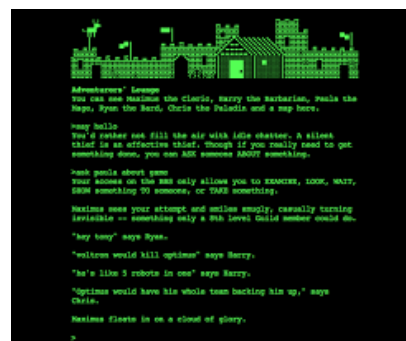 Adventurers' Lounge
You can see Maximus the Cleric, Harry the Barbarian, Paula the
Mage, Ryan the Bard, Chris the Paladin and a map here.
>say hello
You'd rather not fill the air with idle chatter. A silent
thief is an effective thief. Though if you really need to get
something done, you can ASK someone ABOUT something.
>ask paula about game
Your access on the BBS only allows you to EXAMINE, LOOK, WAIT,
SHOW something TO someone, or TAKE something.
Maximus sees your attempt and smiles smugly, casually turning
invisible -- something only a 8th level Guild member could do.
"hey tony" says Ryan.
"voltron would kill optimus" says Harry.
"he's like 5 robots in one" says Harry.
"Optimus would have his whole team backing him up," says
Chris.
Maximus floats in on a cloud of glory.
>